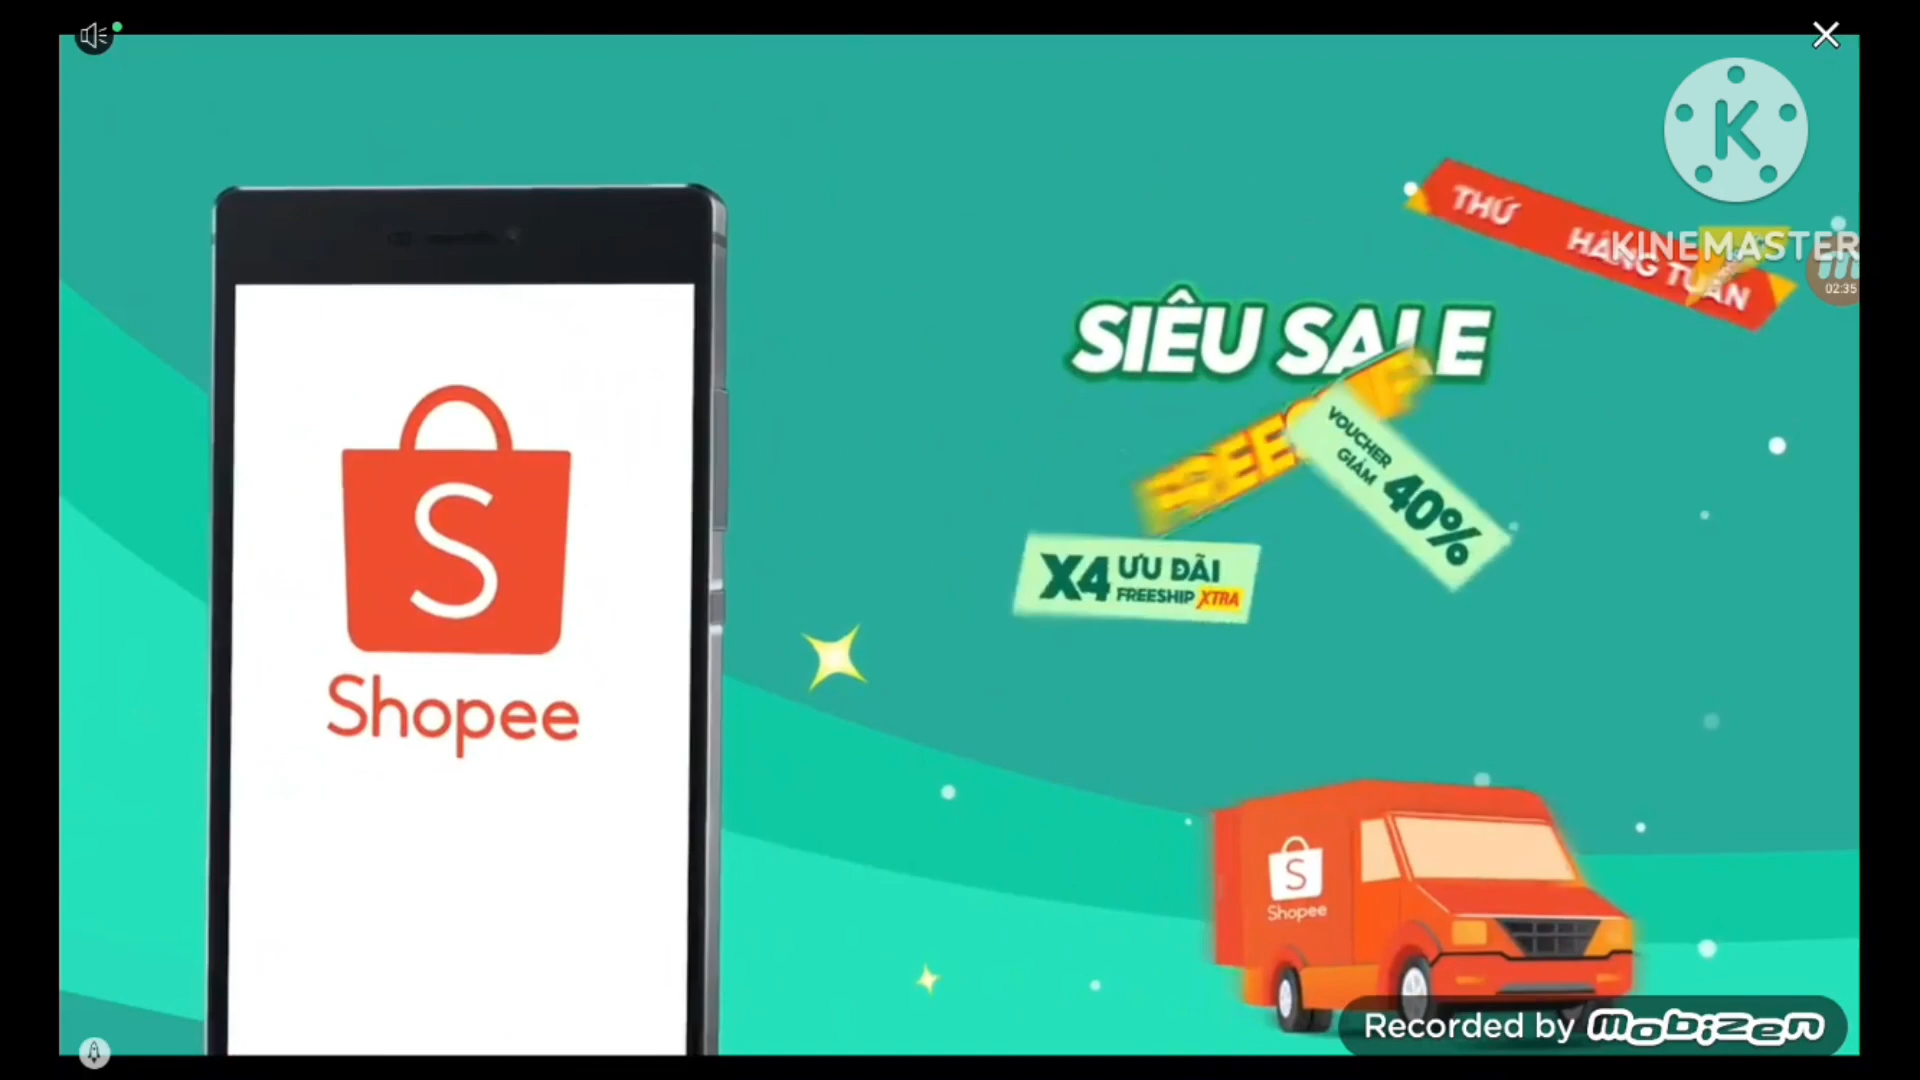 K
KINEMASTER
THỨ
HÀNG TUẦN
02:35
SIÊU SALE
VOUCHER
GIẢM
40%
X4 ƯU ĐÃI
FREESHIP XTRA
S
Shopee
S
Shopee
Recorded by mobizen